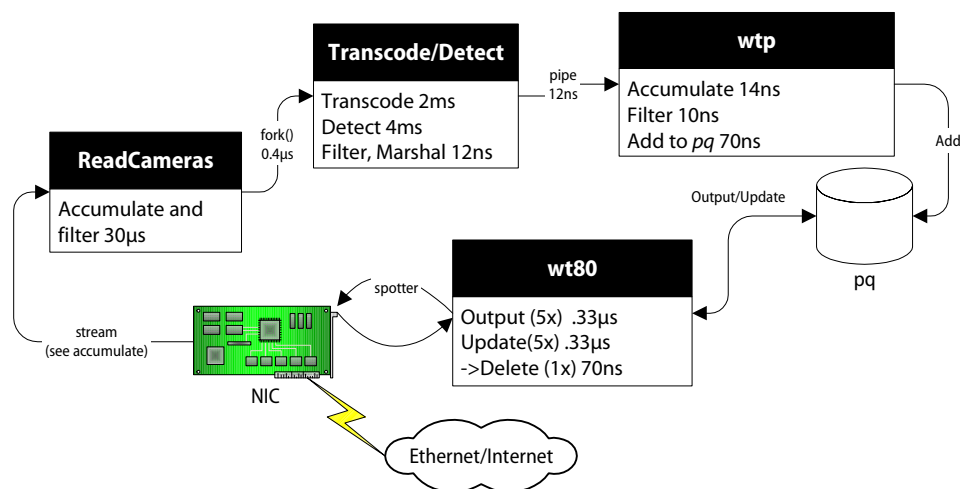 Transcode/Detect
Transcode 2ms
Detect 4ms
Filter, Marshal 12ns
pipe
12ns
wtp
Accumulate 14ns
Filter 10ns
Add to pq 70ns
Add
fork()
0.4µs
ReadCameras
Accumulate and
filter 30µs
Output/Update
pq
wt80
Output (5x) .33µs
Update(5x) .33µs
->Delete (1x) 70ns
spotter
stream
(see accumulate)
NIC
Ethernet/Internet